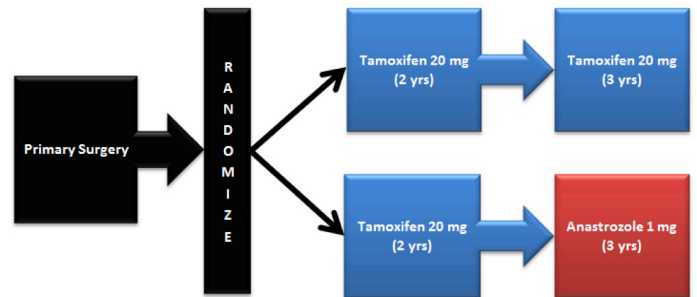 Primary Surgery
R
A
N
D
O
M
I
Z
E
Tamoxifen 20 mg
(2 yrs)
Tamoxifen 20 mg
(3 yrs)
Tamoxifen 20 mg
(2 yrs)
Anastrozole 1 mg
(3 yrs)